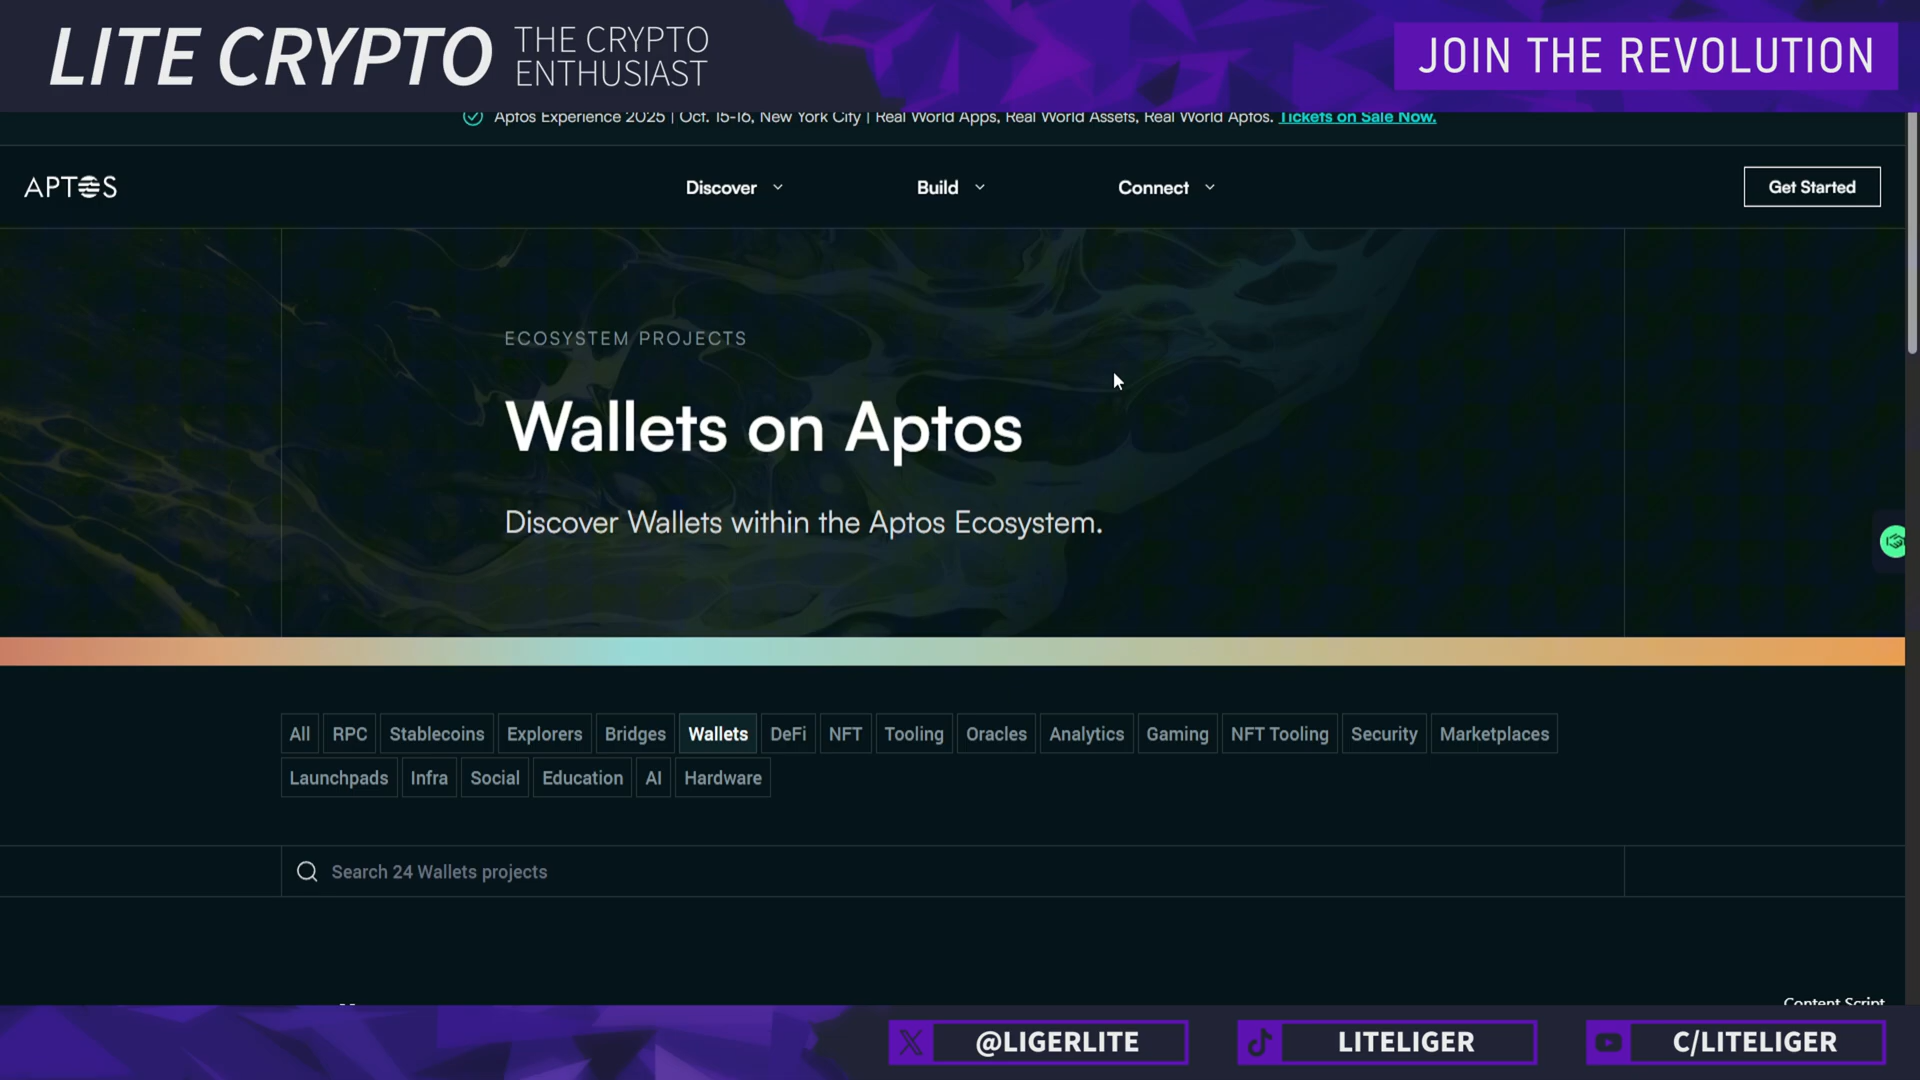 LITE CRYPTO
THE CRYPTO
ENTHUSIAST
JOIN THE REVOLUTION
Aptos Experience 2025 | Oct. 15-16, New York City | Real World Apps, Real World Assets, Real World Aptos. Tickets on Sale Now.
APTOS
Discover
Build
Connect
Get Started
ECOSYSTEM PROJECTS
Wallets on Aptos
Discover Wallets within the Aptos Ecosystem.
All RPC Stablecoins Explorers Bridges Wallets DeFi NFT Tooling Oracles Analytics Gaming NFT Tooling Security Marketplaces
Launchpads Infra Social Education AI Hardware
Search 24 Wallets projects
Content Script
@LIGERLITE
LITELIGER
C/LITELIGER